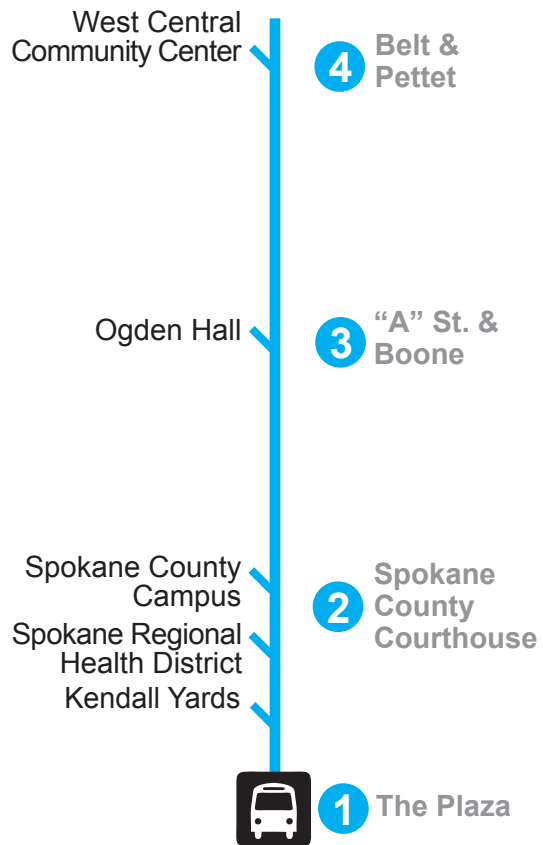 West Central
Community Center
4
Belt &
Pettet
Ogden Hall
3
“A” St. &
Boone
Spokane County
Campus
2
Spokane
County
Courthouse
Spokane Regional
Health District
Kendall Yards
1
The Plaza